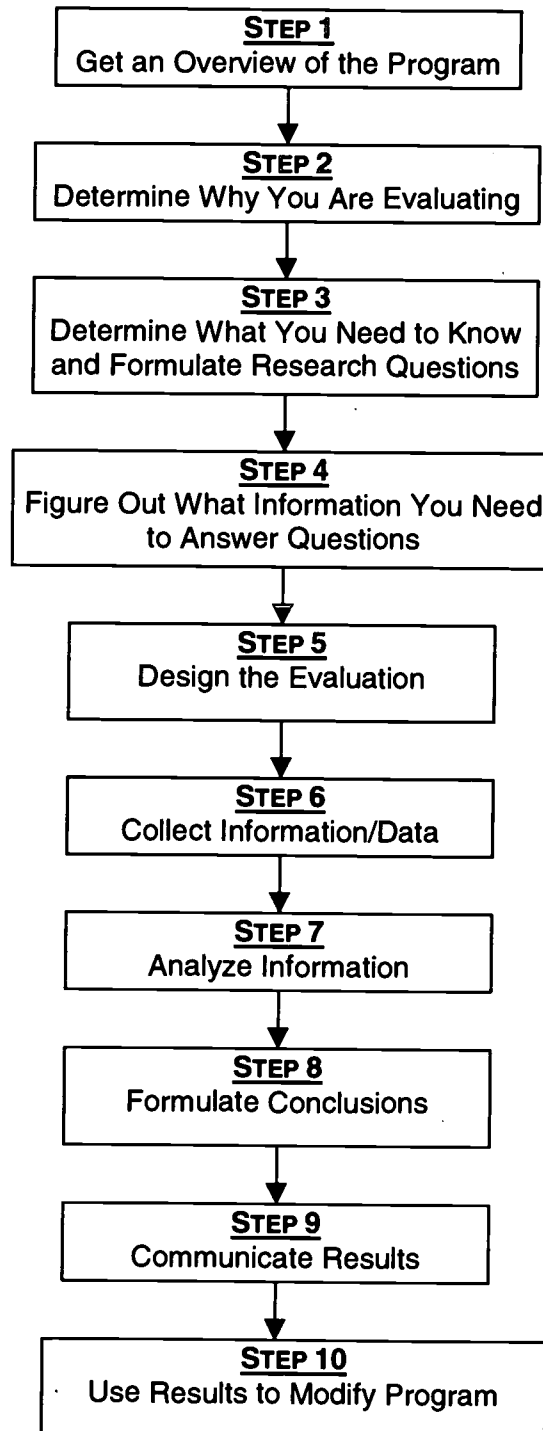 STEP 1
Get an Overview of the Program
STEP 2
Determine Why You Are Evaluating
STEP 3
Determine What You Need to Know
and Formulate Research Questions
STEP 4
Figure Out What Information You Need
to Answer Questions
STEP 5
Design the Evaluation
STEP 6
Collect Information/Data
STEP 7
Analyze Information
STEP 8
Formulate Conclusions
STEP 9
Communicate Results
STEP 10
Use Results to Modify Program